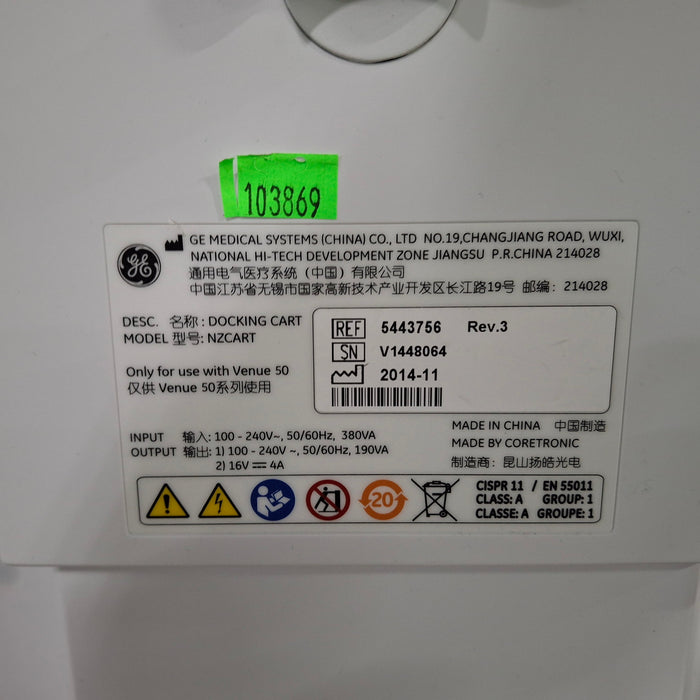 103869
GE MEDICAL SYSTEMS (CHINA) CO., LTD NO.19,CHANGJIANG ROAD, WUXI,
NATIONAL HI-TECH DEVELOPMENT ZONE JIANGSU P.R.CHINA 214028
通用电气医疗系统（中国）有限公司
中国江苏省无锡市国家高新技术产业开发区长江路19号 邮编：214028
GE
DESC. 名称: DOCKING CART
MODEL 型号: NZCART
Only for use with Venue 50
仅供 Venue 50系列使用
REF 5443756 Rev.3
SN V1448064
2014-11
INPUT 输入: 100 - 240V~, 50/60Hz, 380VA
OUTPUT 输出: 1) 100 - 240V ~, 50/60Hz, 190VA
2) 16V ⎓ 4A
MADE IN CHINA 中国制造
MADE BY CORETRONIC
制造商：昆山扬皓光电
20
CISPR 11 / EN 55011
CLASS: A GROUP: 1
CLASSE: A GROUPE: 1